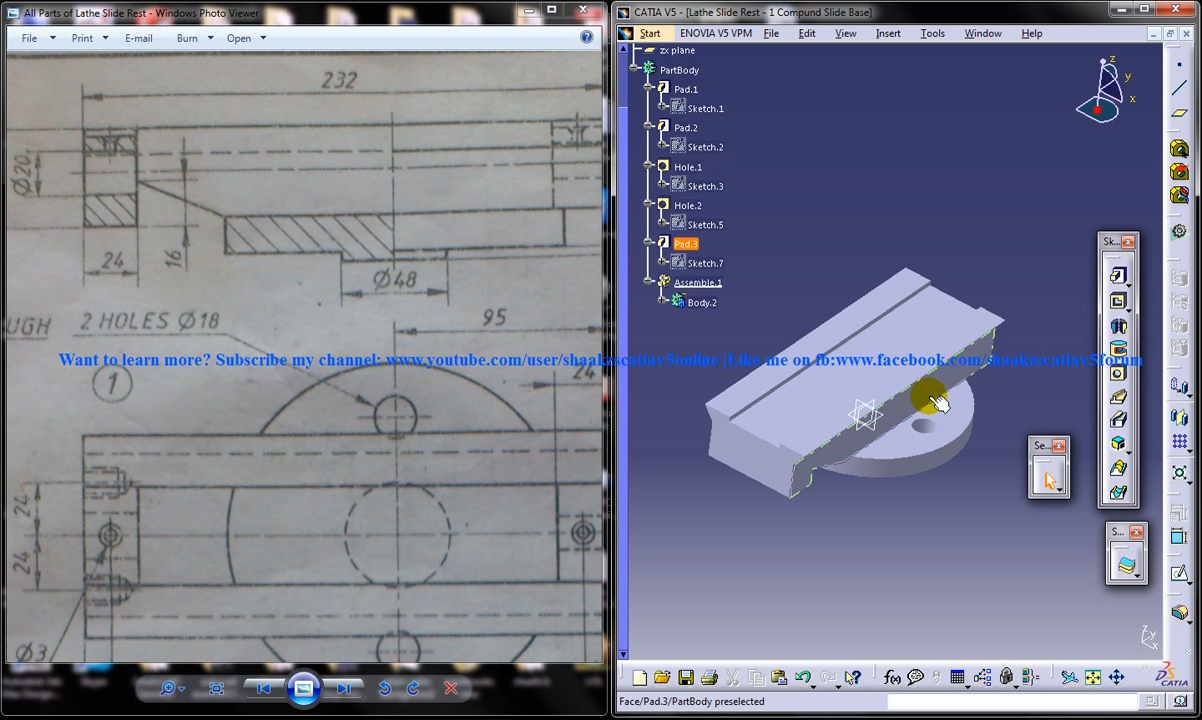 All Parts of Lathe Slide Rest - Windows Photo Viewer
File
Print
E-mail
Burn
Open
232
Ø20
24
16
Ø48
UGH
2 HOLES Ø18
95
1
24
24
24
Ø3
CATIA V5 - [Lathe Slide Rest - 1 Compund Slide Base]
Start
ENOVIA V5 VPM
File
Edit
View
Insert
Tools
Window
Help
zx plane
PartBody
Pad.1
Sketch.1
Pad.2
Sketch.2
Hole.1
Sketch.3
Hole.2
Sketch.5
Pad.3
Sketch.7
Assemble.1
Body.2
z
y
x
Sk...
Se...
S...
Want to learn more? Subscribe my channel: www.youtube.com/user/shaakzscatiav5online |Like me on fb:www.facebook.com/shaakzscatiav5forum
z
y
x
f(x)
CATIA
Face/Pad.3/PartBody preselected